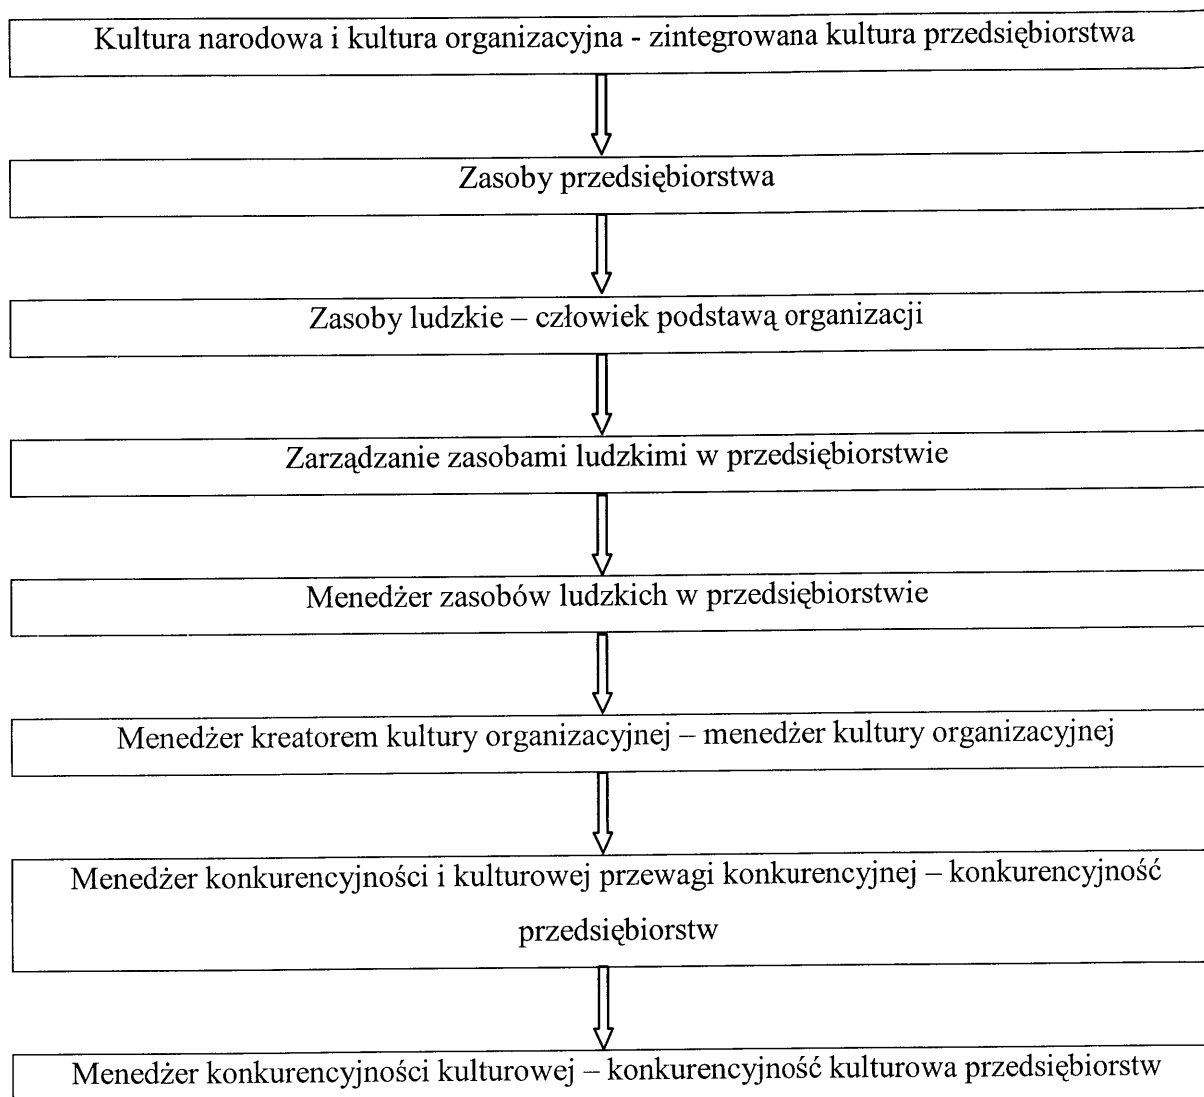 Kultura narodowa i kultura organizacyjna - zintegrowana kultura przedsiębiorstwa
Zasoby przedsiębiorstwa
Zasoby ludzkie – człowiek podstawą organizacji
Zarządzanie zasobami ludzkimi w przedsiębiorstwie
Menedżer zasobów ludzkich w przedsiębiorstwie
Menedżer kreatorem kultury organizacyjnej – menedżer kultury organizacyjnej
Menedżer konkurencyjności i kulturowej przewagi konkurencyjnej – konkurencyjność
przedsiębiorstw
Menedżer konkurencyjności kulturowej – konkurencyjność kulturowa przedsiębiorstw